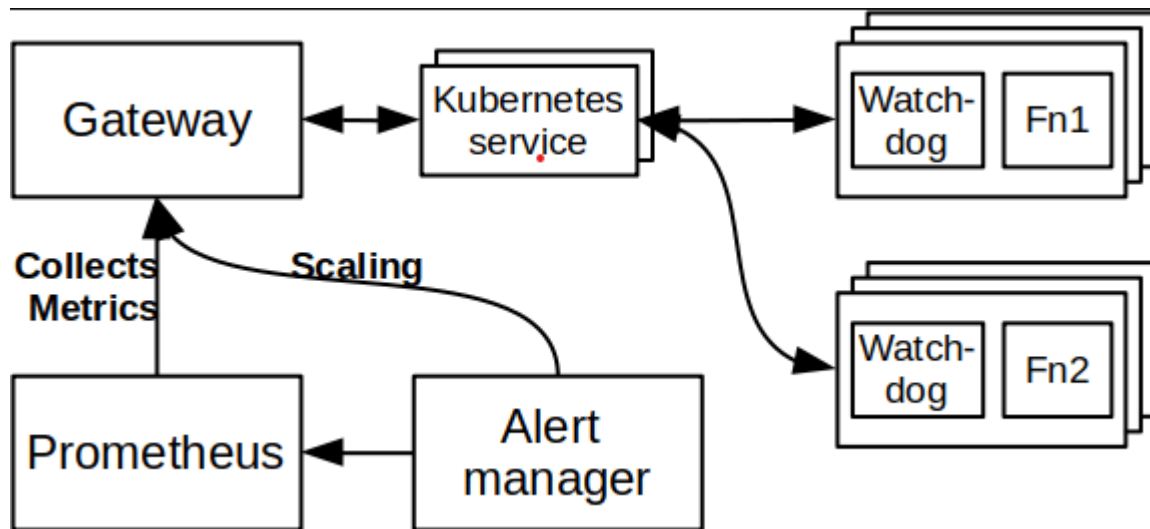 Gateway
Kubernetes
service
Watch-
dog
Fn1
Collects
Metrics
Scaling
Watch-
dog
Fn2
Prometheus
Alert
manager